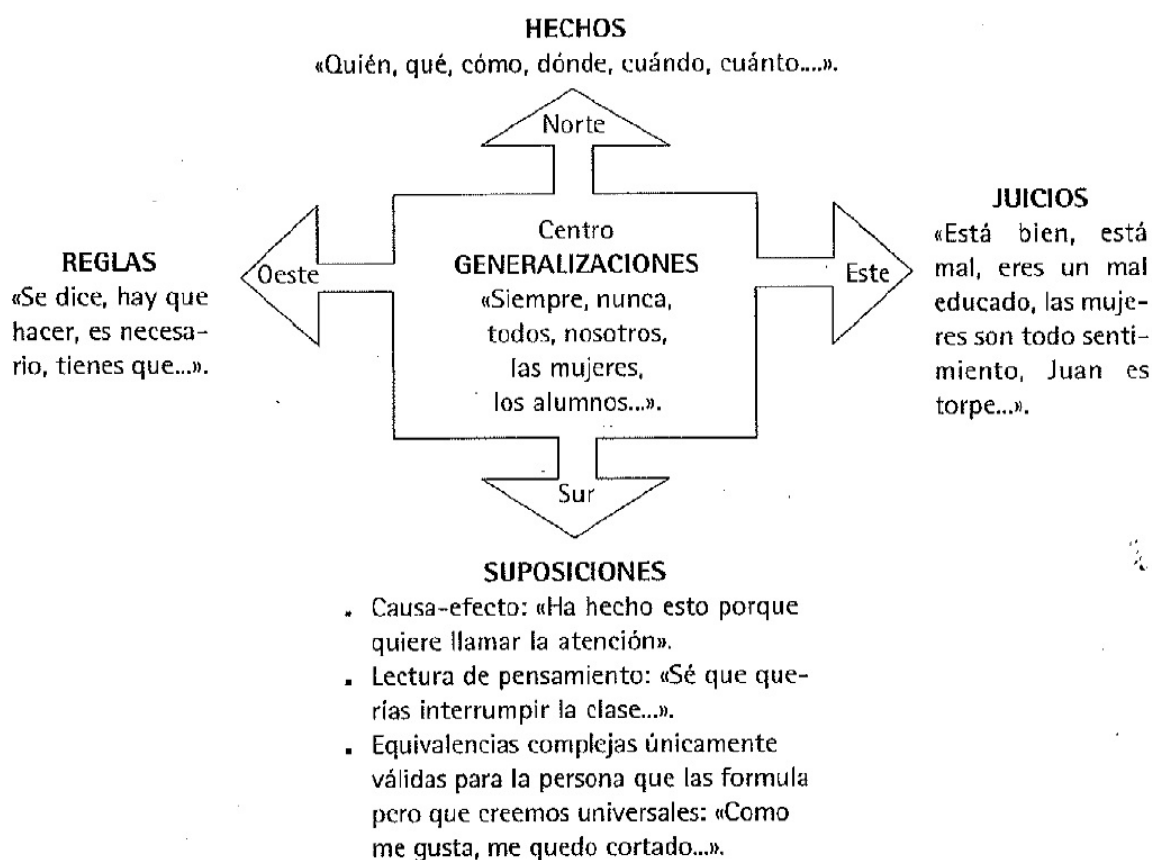 HECHOS
«Quién, qué, cómo, dónde, cuándo, cuánto....».
Norte
JUICIOS
«Está bien, está
mal, eres un mal
educado, las muje-
res son todo senti-
miento, Juan es
torpe...».
Este
Centro
GENERALIZACIONES
«Siempre, nunca,
todos, nosotros,
las mujeres,
los alumnos...».
Oeste
REGLAS
«Se dice, hay que
hacer, es necesa-
rio, tienes que...».
Sur
SUPOSICIONES
. Causa-efecto: «Ha hecho esto porque
quiere llamar la atención».
. Lectura de pensamiento: «Sé que que-
rías interrumpir la clase...».
. Equivalencias complejas únicamente
válidas para la persona que las formula
pero que creemos universales: «Como
me gusta, me quedo cortado...».